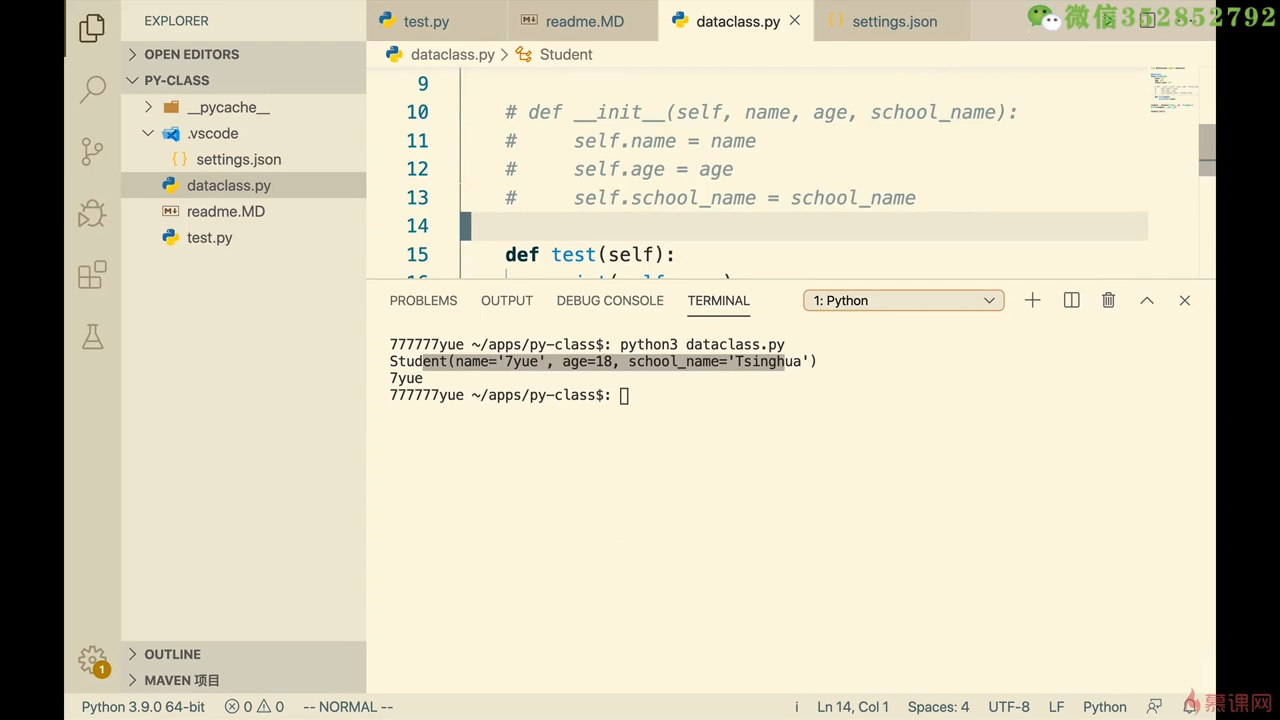 EXPLORER
OPEN EDITORS
PY-CLASS
__pycache__
.vscode
settings.json
dataclass.py
readme.MD
test.py
OUTLINE
MAVEN 项目
test.py
readme.MD
dataclass.py
settings.json
微信352852792
dataclass.py > Student
9
10 # def __init__(self, name, age, school_name):
11 #     self.name = name
12 #     self.age = age
13 #     self.school_name = school_name
14
15 def test(self):
PROBLEMS OUTPUT DEBUG CONSOLE TERMINAL 1: Python
777777yue ~/apps/py-class$: python3 dataclass.py
Student(name='7yue', age=18, school_name='Tsinghua')
7yue
777777yue ~/apps/py-class$:
1
Python 3.9.0 64-bit 0 0 -- NORMAL -- Ln 14, Col 1 Spaces: 4 UTF-8 LF Python
慕课网